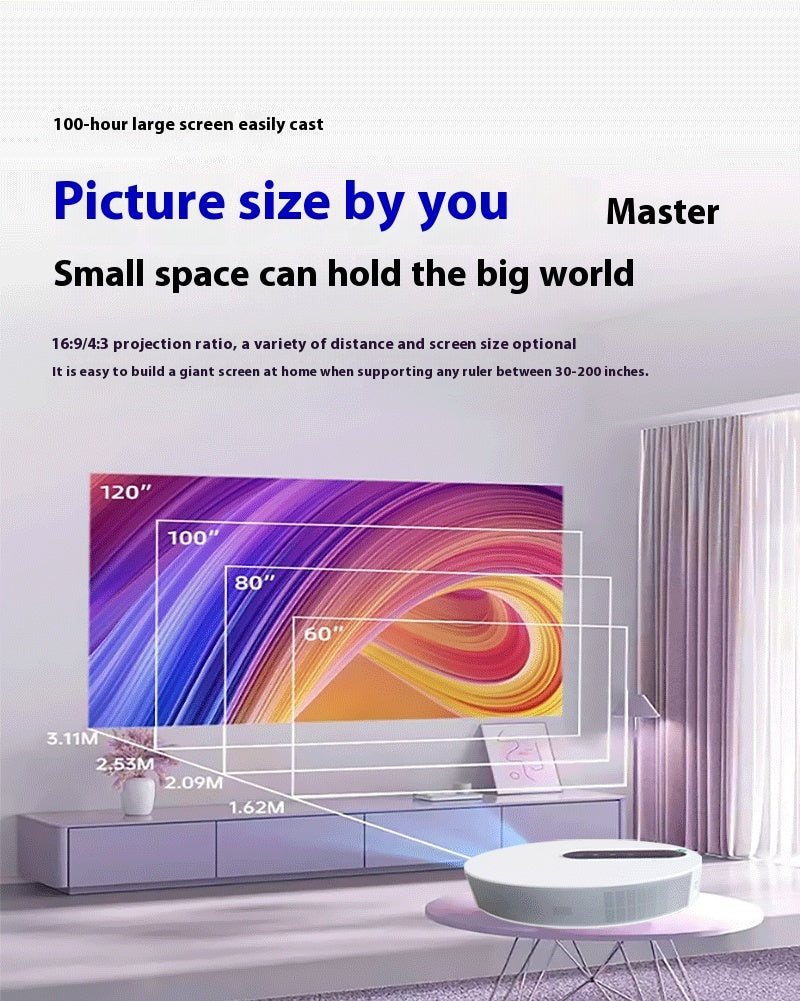 100-hour large screen easily cast
Picture size by you Master
Small space can hold the big world
16:9/4:3 projection ratio, a variety of distance and screen size optional
It is easy to build a giant screen at home when supporting any ruler between 30-200 inches.
120”
100”
80”
60”
3.11M
2.53M
2.09M
1.62M